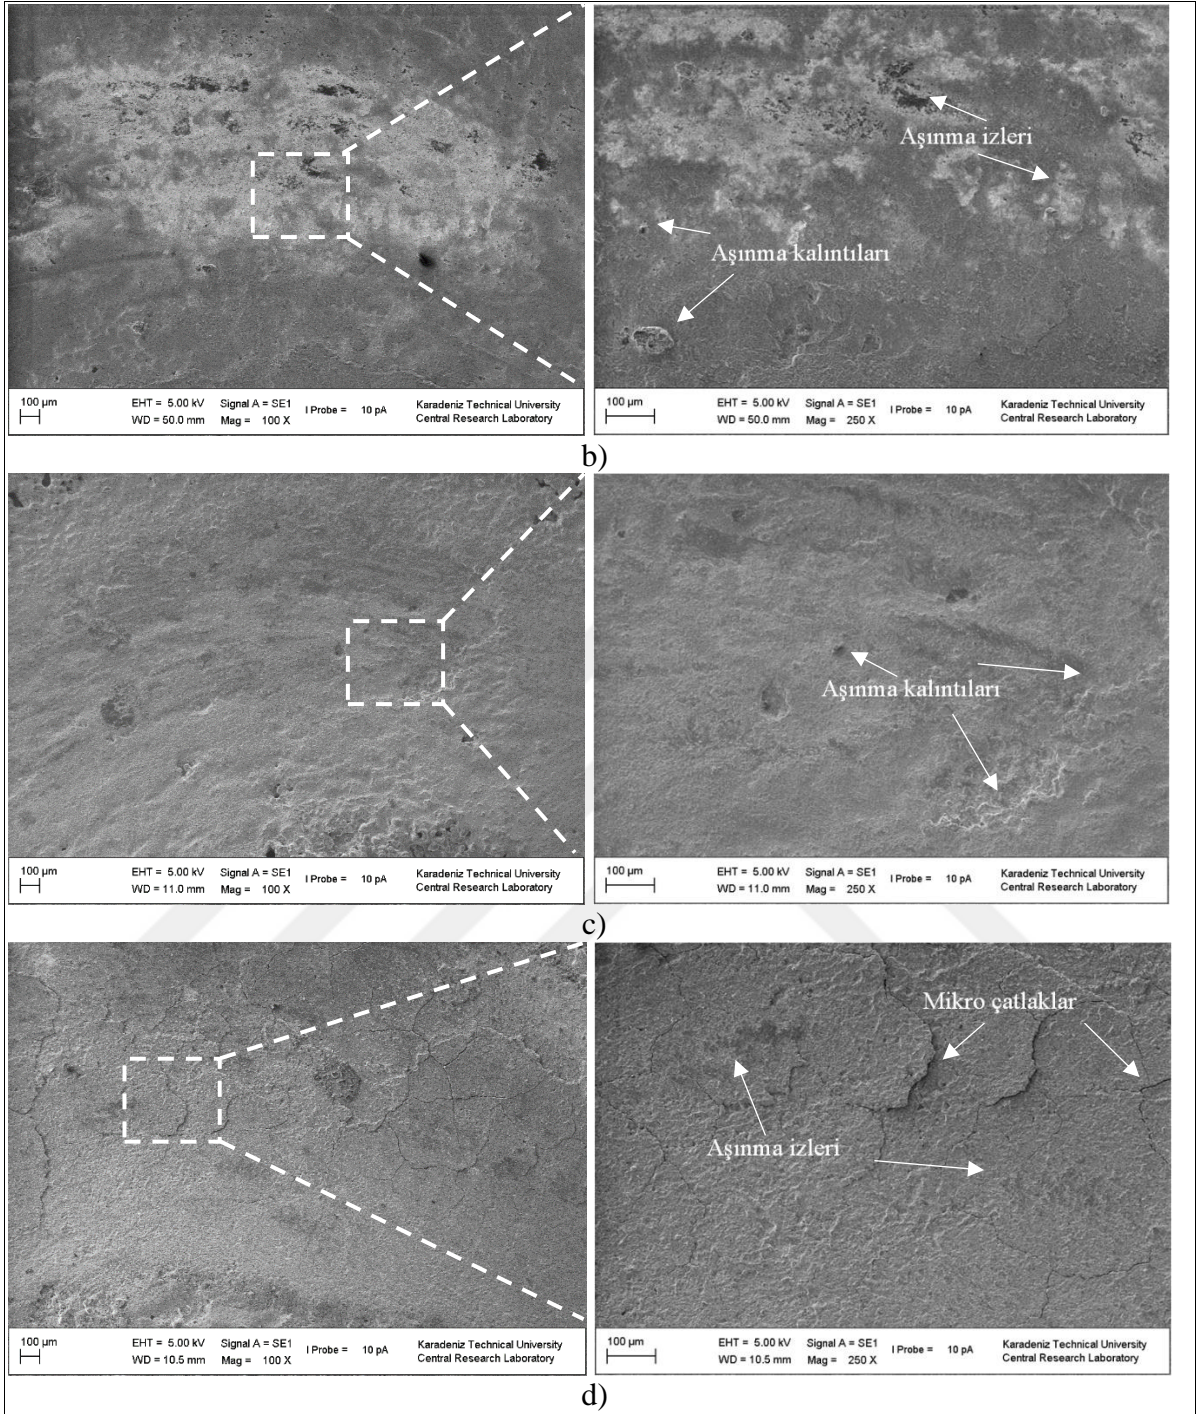 Aşınma izleri
Aşınma kalıntıları
100 µm
EHT = 5.00 kV Signal A = SE1 I Probe = 10 pA Karadeniz Technical University
WD = 50.0 mm Mag = 100 X Central Research Laboratory
100 µm
EHT = 5.00 kV Signal A = SE1 I Probe = 10 pA Karadeniz Technical University
WD = 50.0 mm Mag = 250 X Central Research Laboratory
b)
Aşınma kalıntıları
100 µm
EHT = 5.00 kV Signal A = SE1 I Probe = 10 pA Karadeniz Technical University
WD = 11.0 mm Mag = 100 X Central Research Laboratory
100 µm
EHT = 5.00 kV Signal A = SE1 I Probe = 10 pA Karadeniz Technical University
WD = 11.0 mm Mag = 250 X Central Research Laboratory
c)
Mikro çatlaklar
Aşınma izleri
100 µm
EHT = 5.00 kV Signal A = SE1 I Probe = 10 pA Karadeniz Technical University
WD = 10.5 mm Mag = 100 X Central Research Laboratory
100 µm
EHT = 5.00 kV Signal A = SE1 I Probe = 10 pA Karadeniz Technical University
WD = 10.5 mm Mag = 250 X Central Research Laboratory
d)